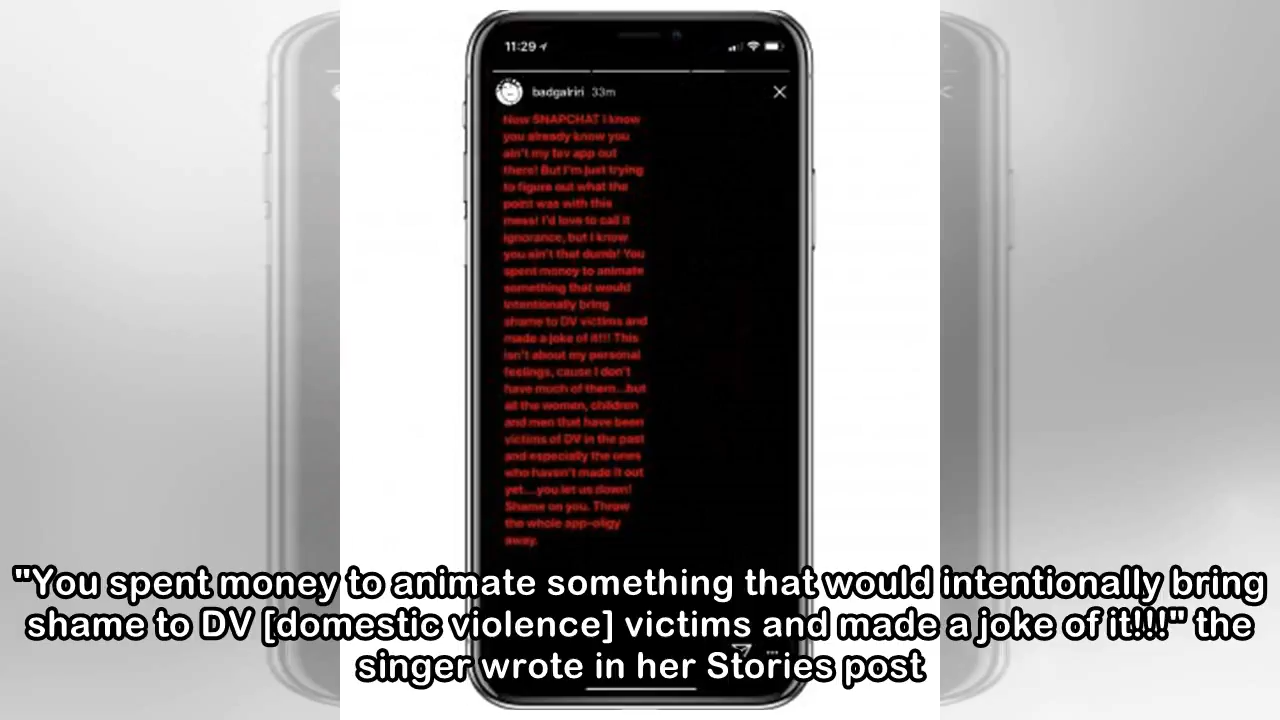 11:29
badgalriri 33m
Now SNAPCHAT I know
you already know you
ain't my fav app out
there! But I'm just trying
to figure out what the
point was with this
mess! I'd love to call it
ignorance, but I know
you ain't that dumb! You
spent money to animate
something that would
intentionally bring
shame to DV victims and
made a joke of it!!! This
isn't about my personal
feelings, cause I don't
have much of them...but
all the women, children
and men that have been
victims of DV in the past
and especially the ones
who haven't made it out
yet....you let us down!
Shame on you. Throw
the whole app-oligy
away.
"You spent money to animate something that would intentionally bring
shame to DV [domestic violence] victims and made a joke of it!!!" the
singer wrote in her Stories post